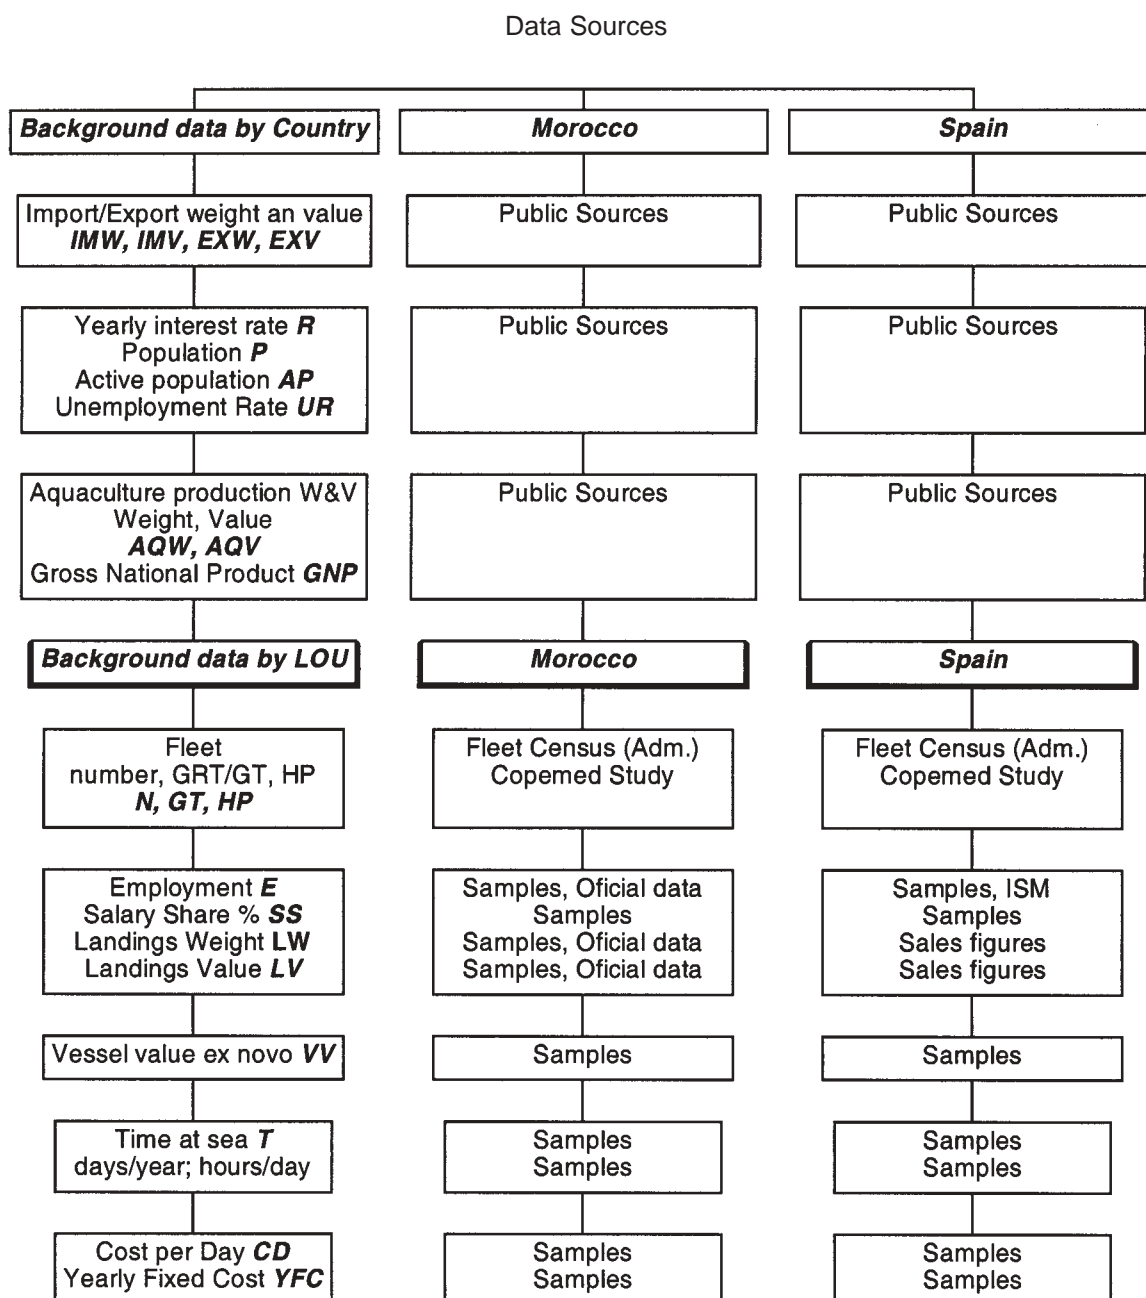 Data Sources
Background data by Country
Morocco
Spain
Import/Export weight an value
IMW, IMV, EXW, EXV
Public Sources
Public Sources
Yearly interest rate R
Population P
Active population AP
Unemployment Rate UR
Public Sources
Public Sources
Aquaculture production W&V
Weight, Value
AQW, AQV
Gross National Product GNP
Public Sources
Public Sources
Background data by LOU
Morocco
Spain
Fleet
number, GRT/GT, HP
N, GT, HP
Fleet Census (Adm.)
Copemed Study
Fleet Census (Adm.)
Copemed Study
Employment E
Salary Share % SS
Landings Weight LW
Landings Value LV
Samples, Oficial data
Samples
Samples, Oficial data
Samples, Oficial data
Samples, ISM
Samples
Sales figures
Sales figures
Vessel value ex novo VV
Samples
Samples
Time at sea T
days/year; hours/day
Samples
Samples
Samples
Samples
Cost per Day CD
Yearly Fixed Cost YFC
Samples
Samples
Samples
Samples